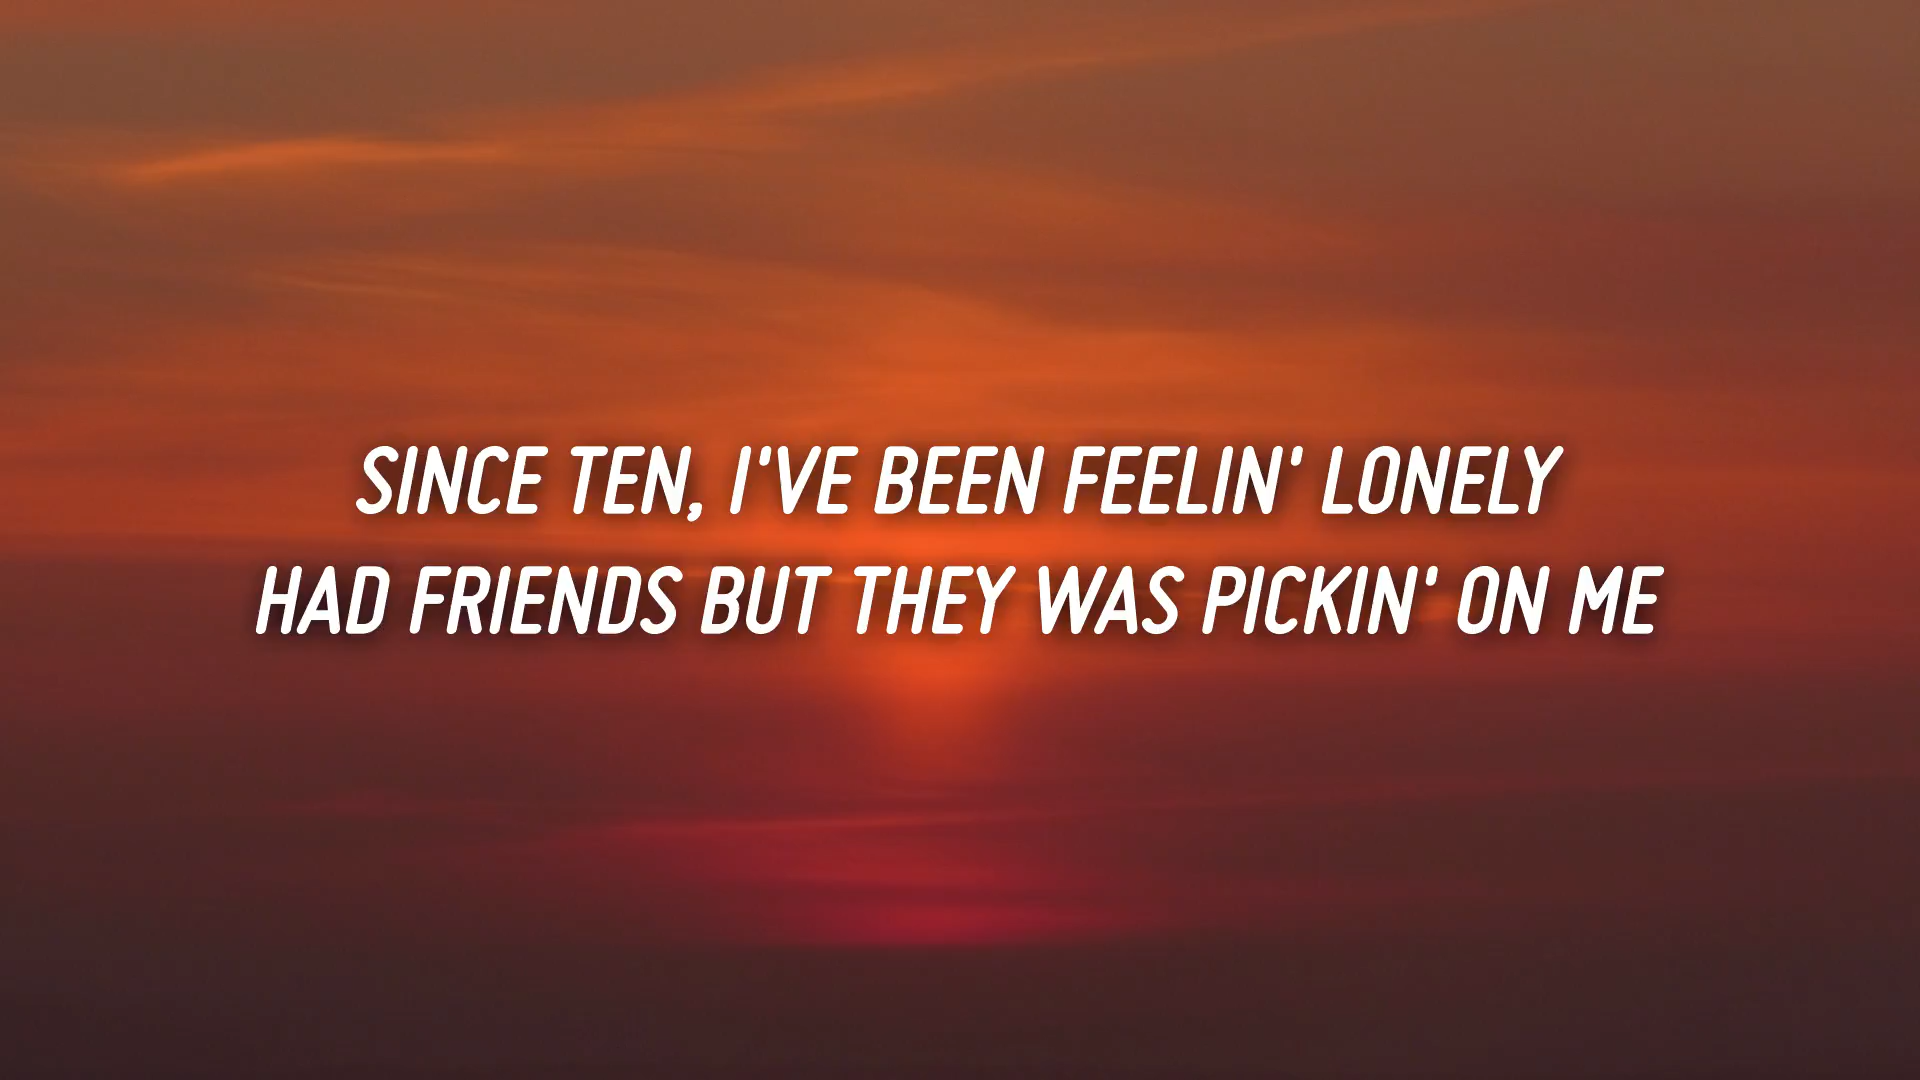 SINCE TEN, I'VE BEEN FEELIN' LONELY
HAD FRIENDS BUT THEY WAS PICKIN' ON ME